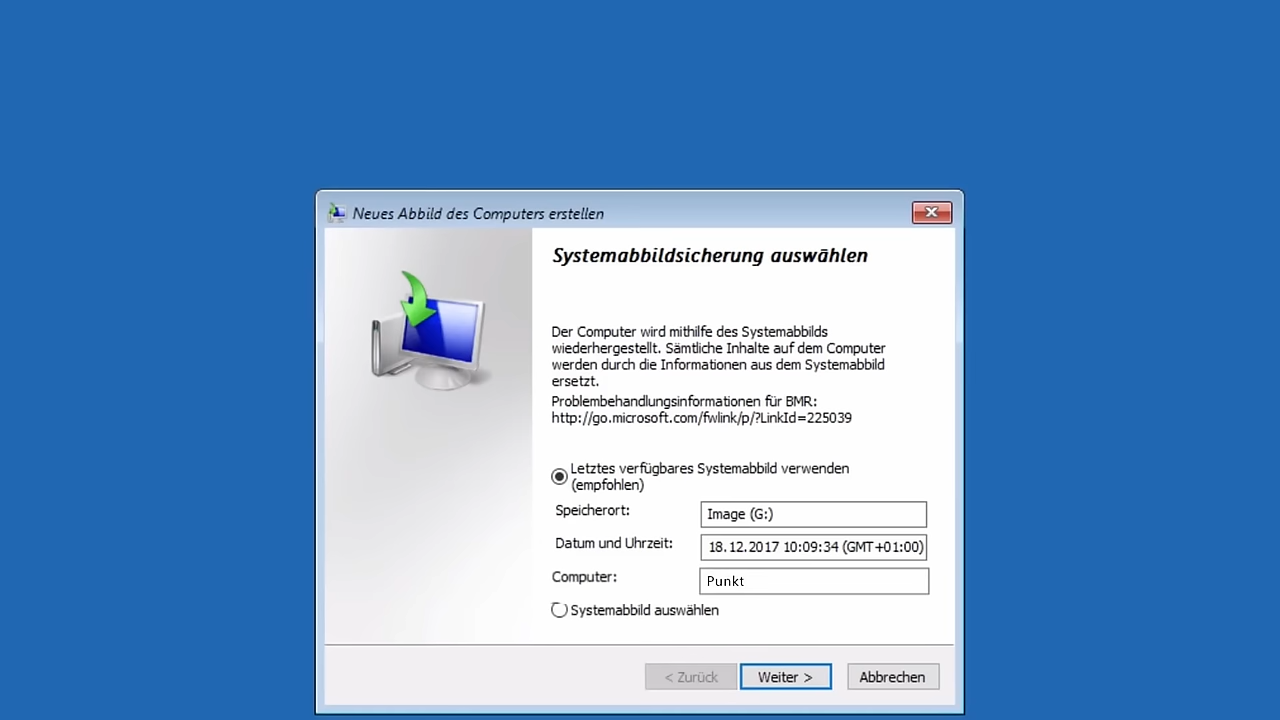 Neues Abbild des Computers erstellen
Systemabbildsicherung auswählen
Der Computer wird mithilfe des Systemabbilds
wiederhergestellt. Sämtliche Inhalte auf dem Computer
werden durch die Informationen aus dem Systemabbild
ersetzt.
Problembehandlungsinformationen für BMR:
http://go.microsoft.com/fwlink/p/?LinkId=225039
Letztes verfügbares Systemabbild verwenden
(empfohlen)
Speicherort: Image (G:)
Datum und Uhrzeit: 18.12.2017 10:09:34 (GMT+01:00)
Computer: Punkt
Systemabbild auswählen
< Zurück Weiter > Abbrechen